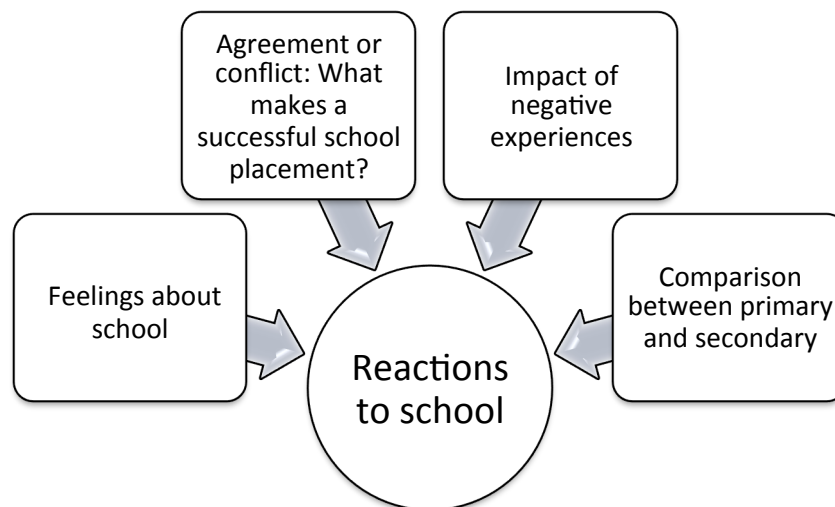 Agreement or
conflict: What
makes a
successful school
placement?
Impact of
negative
experiences
Feelings about
school
Comparison
between primary
and secondary
Reactions
to school